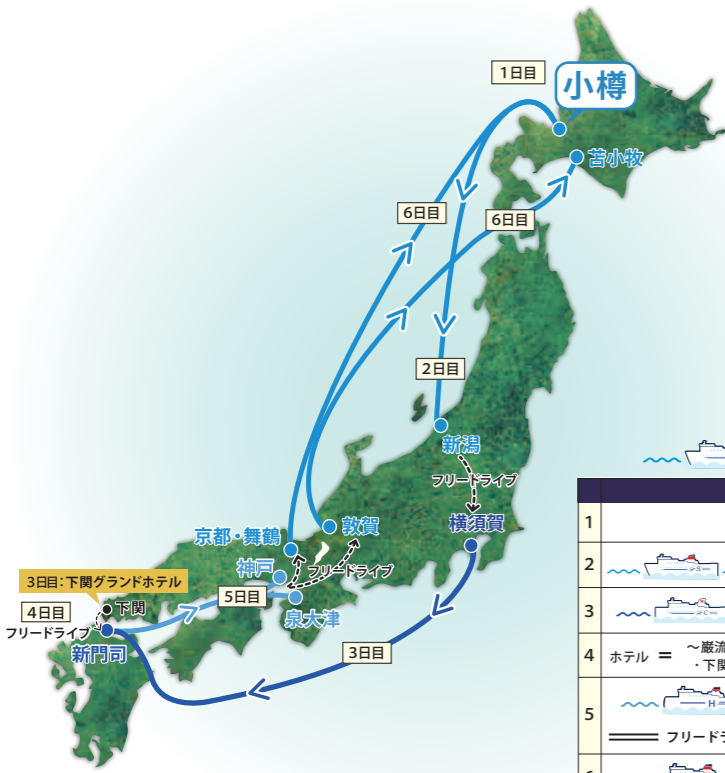 1日目
小樽
苫小牧
6日目
6日目
2日目
新潟
フリードライブ
京都・舞鶴
敦賀
横須賀
神戸
フリードライブ
3日目：下関グランドホテル
4日目
下関
5日目
泉大津
フリードライブ
新門司
3日目
1
2
S
3
C
4 ホテル = 〜巌流
・下関
5
H
フリードラ